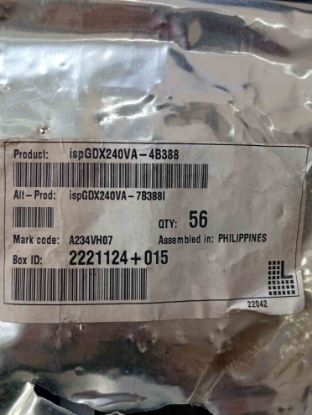 Product: ispGDX240VA-4B388
Alt-Prod: ispGDX240VA-7B388I
QTY: 56
Mark code: A234VH07 Assembled in: PHILIPPINES
Box ID: 2221124+015
22042